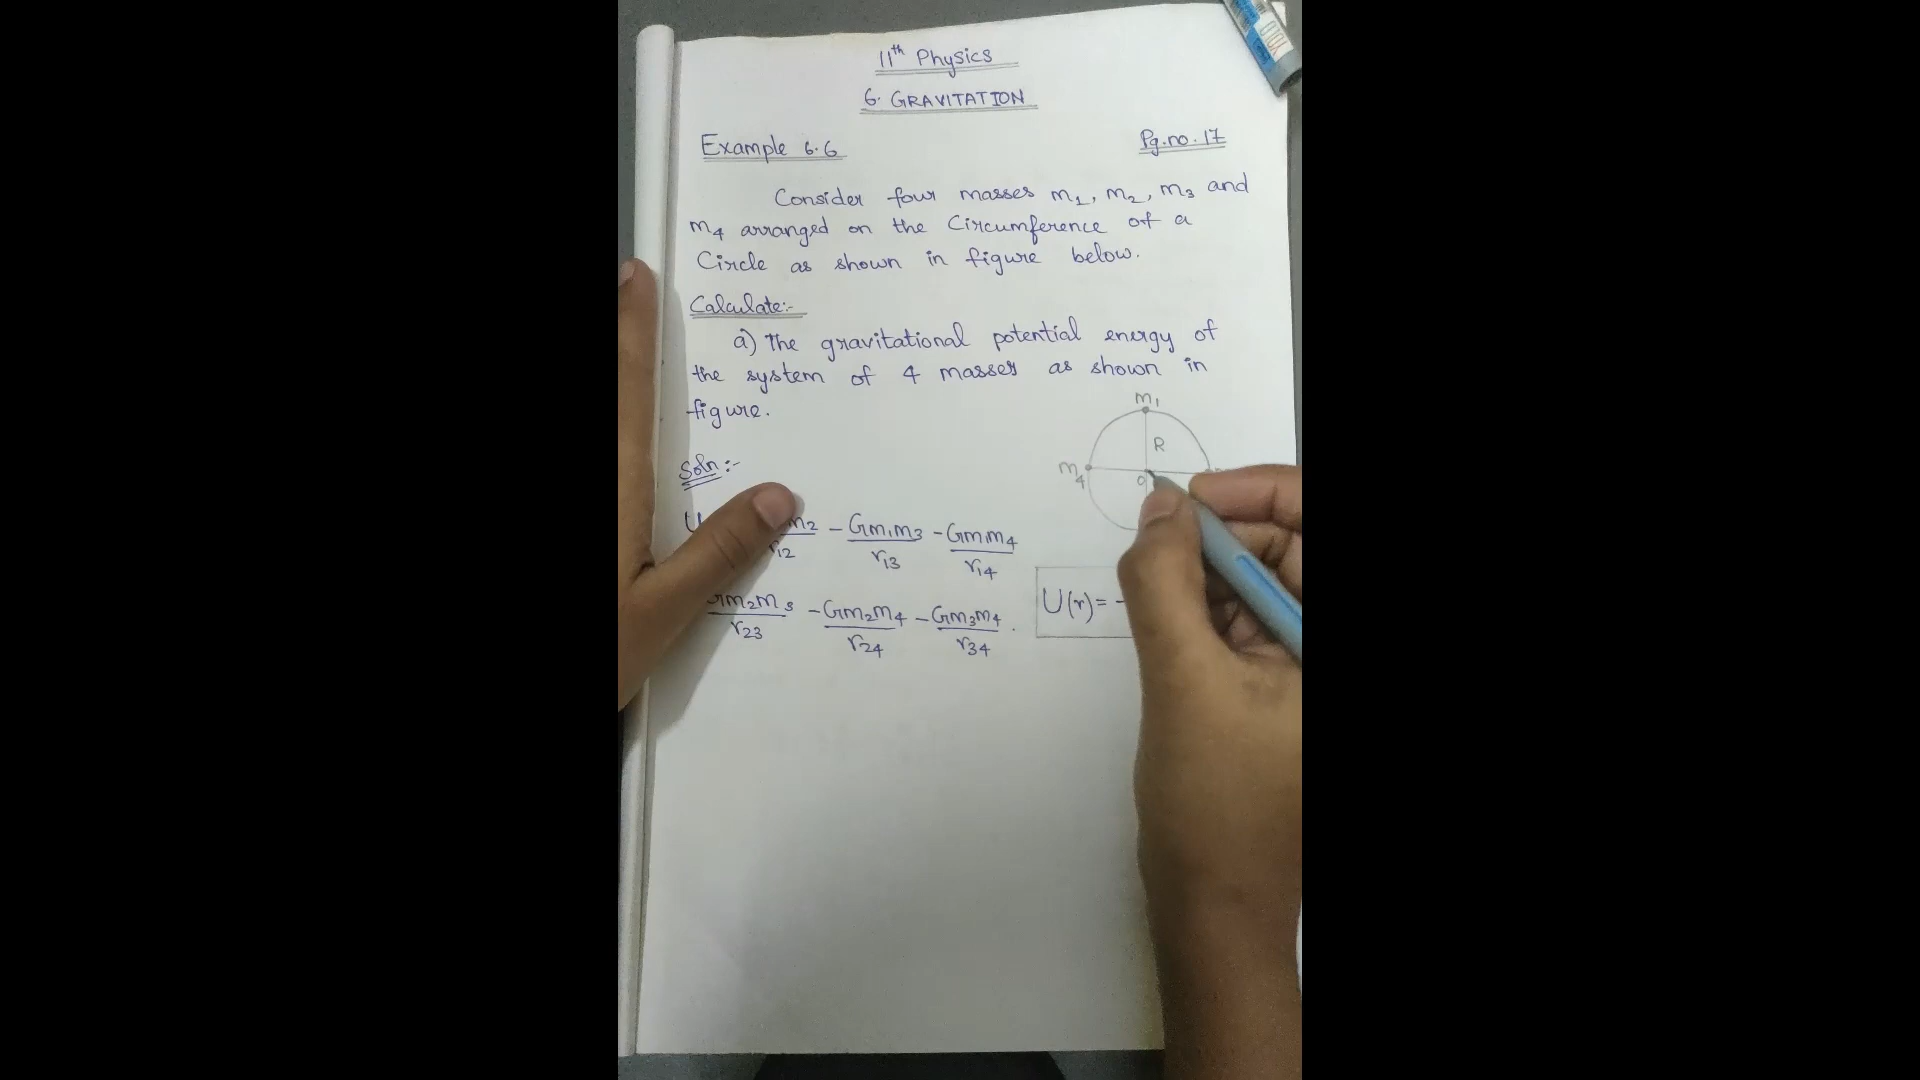 11th Physics
6. GRAVITATION
Example 6.6
Pg.no.17
Consider four masses m1, m2, m3 and
m4 arranged on the Circumference of a
Circle as shown in figure below.
Calculate:-
a) The gravitational potential energy of
the system of 4 masses as shown in
figure.
m1
R
m4
O
Soln:-
U m2/r12 - Gm1m3/r13 - Gm1m4/r14
Gm2m3/r23 - Gm2m4/r24 - Gm3m4/r34 .
U(r)= -